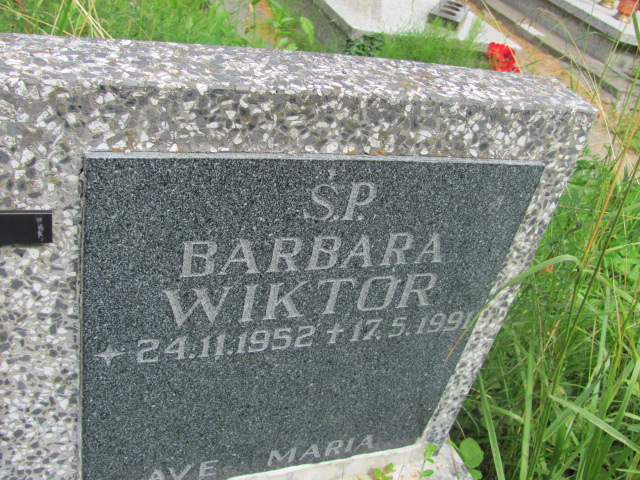 Ś.P.
BARBARA
WIKTOR
✦ 24.11.1952 ✝ 17.5.1991
AVE MARIA